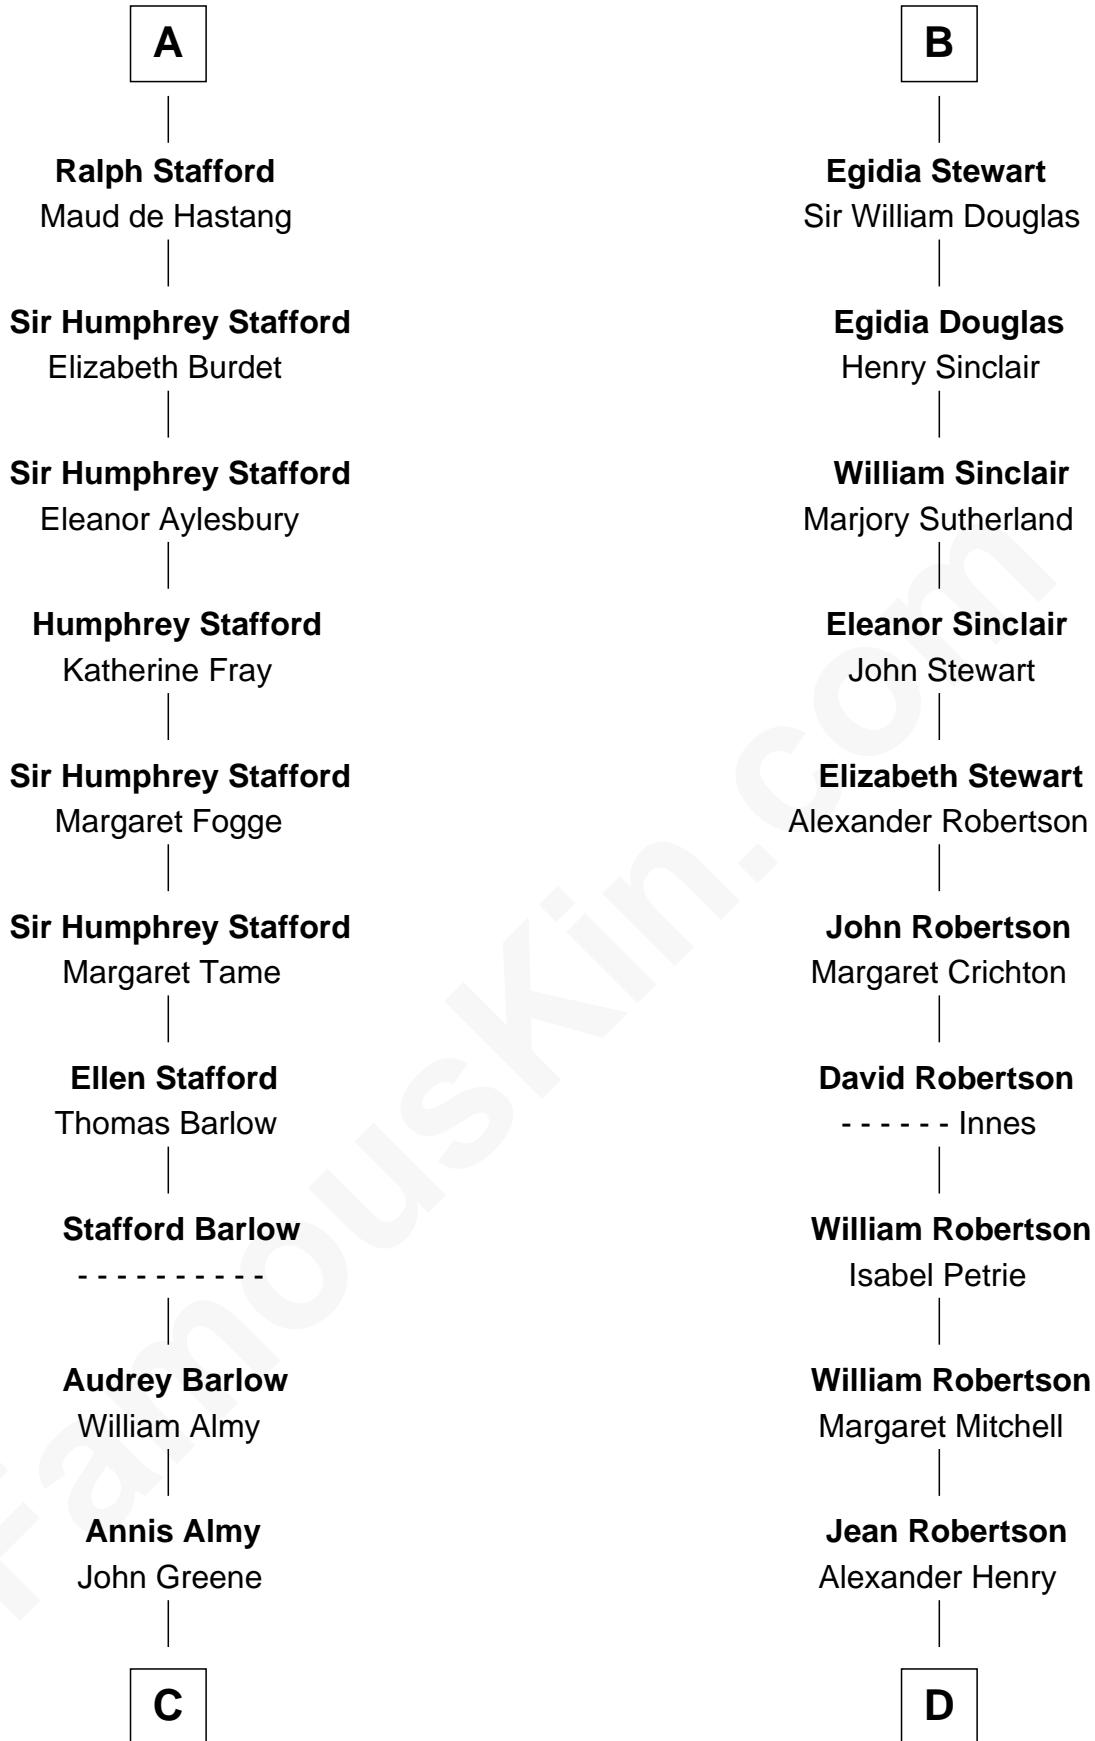 A
Ralph Stafford
Maud de Hastang
Sir Humphrey Stafford
Elizabeth Burdet
Sir Humphrey Stafford
Eleanor Aylesbury
Humphrey Stafford
Katherine Fray
Sir Humphrey Stafford
Margaret Fogge
Sir Humphrey Stafford
Margaret Tame
Ellen Stafford
Thomas Barlow
Stafford Barlow
- - - - - - - - - -
Audrey Barlow
William Almy
Annis Almy
John Greene
C
B
Egidia Stewart
Sir William Douglas
Egidia Douglas
Henry Sinclair
William Sinclair
Marjory Sutherland
Eleanor Sinclair
John Stewart
Elizabeth Stewart
Alexander Robertson
John Robertson
Margaret Crichton
David Robertson
- - - - - - Innes
William Robertson
Isabel Petrie
William Robertson
Margaret Mitchell
Jean Robertson
Alexander Henry
D
FamousKin.com